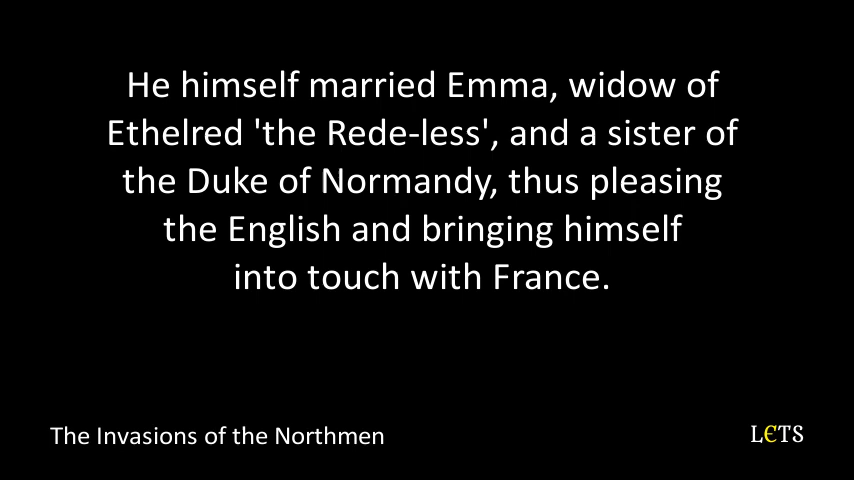 He himself married Emma, widow of
Ethelred 'the Rede-less', and a sister of
the Duke of Normandy, thus pleasing
the English and bringing himself
into touch with France.
The Invasions of the Northmen
LЄTS